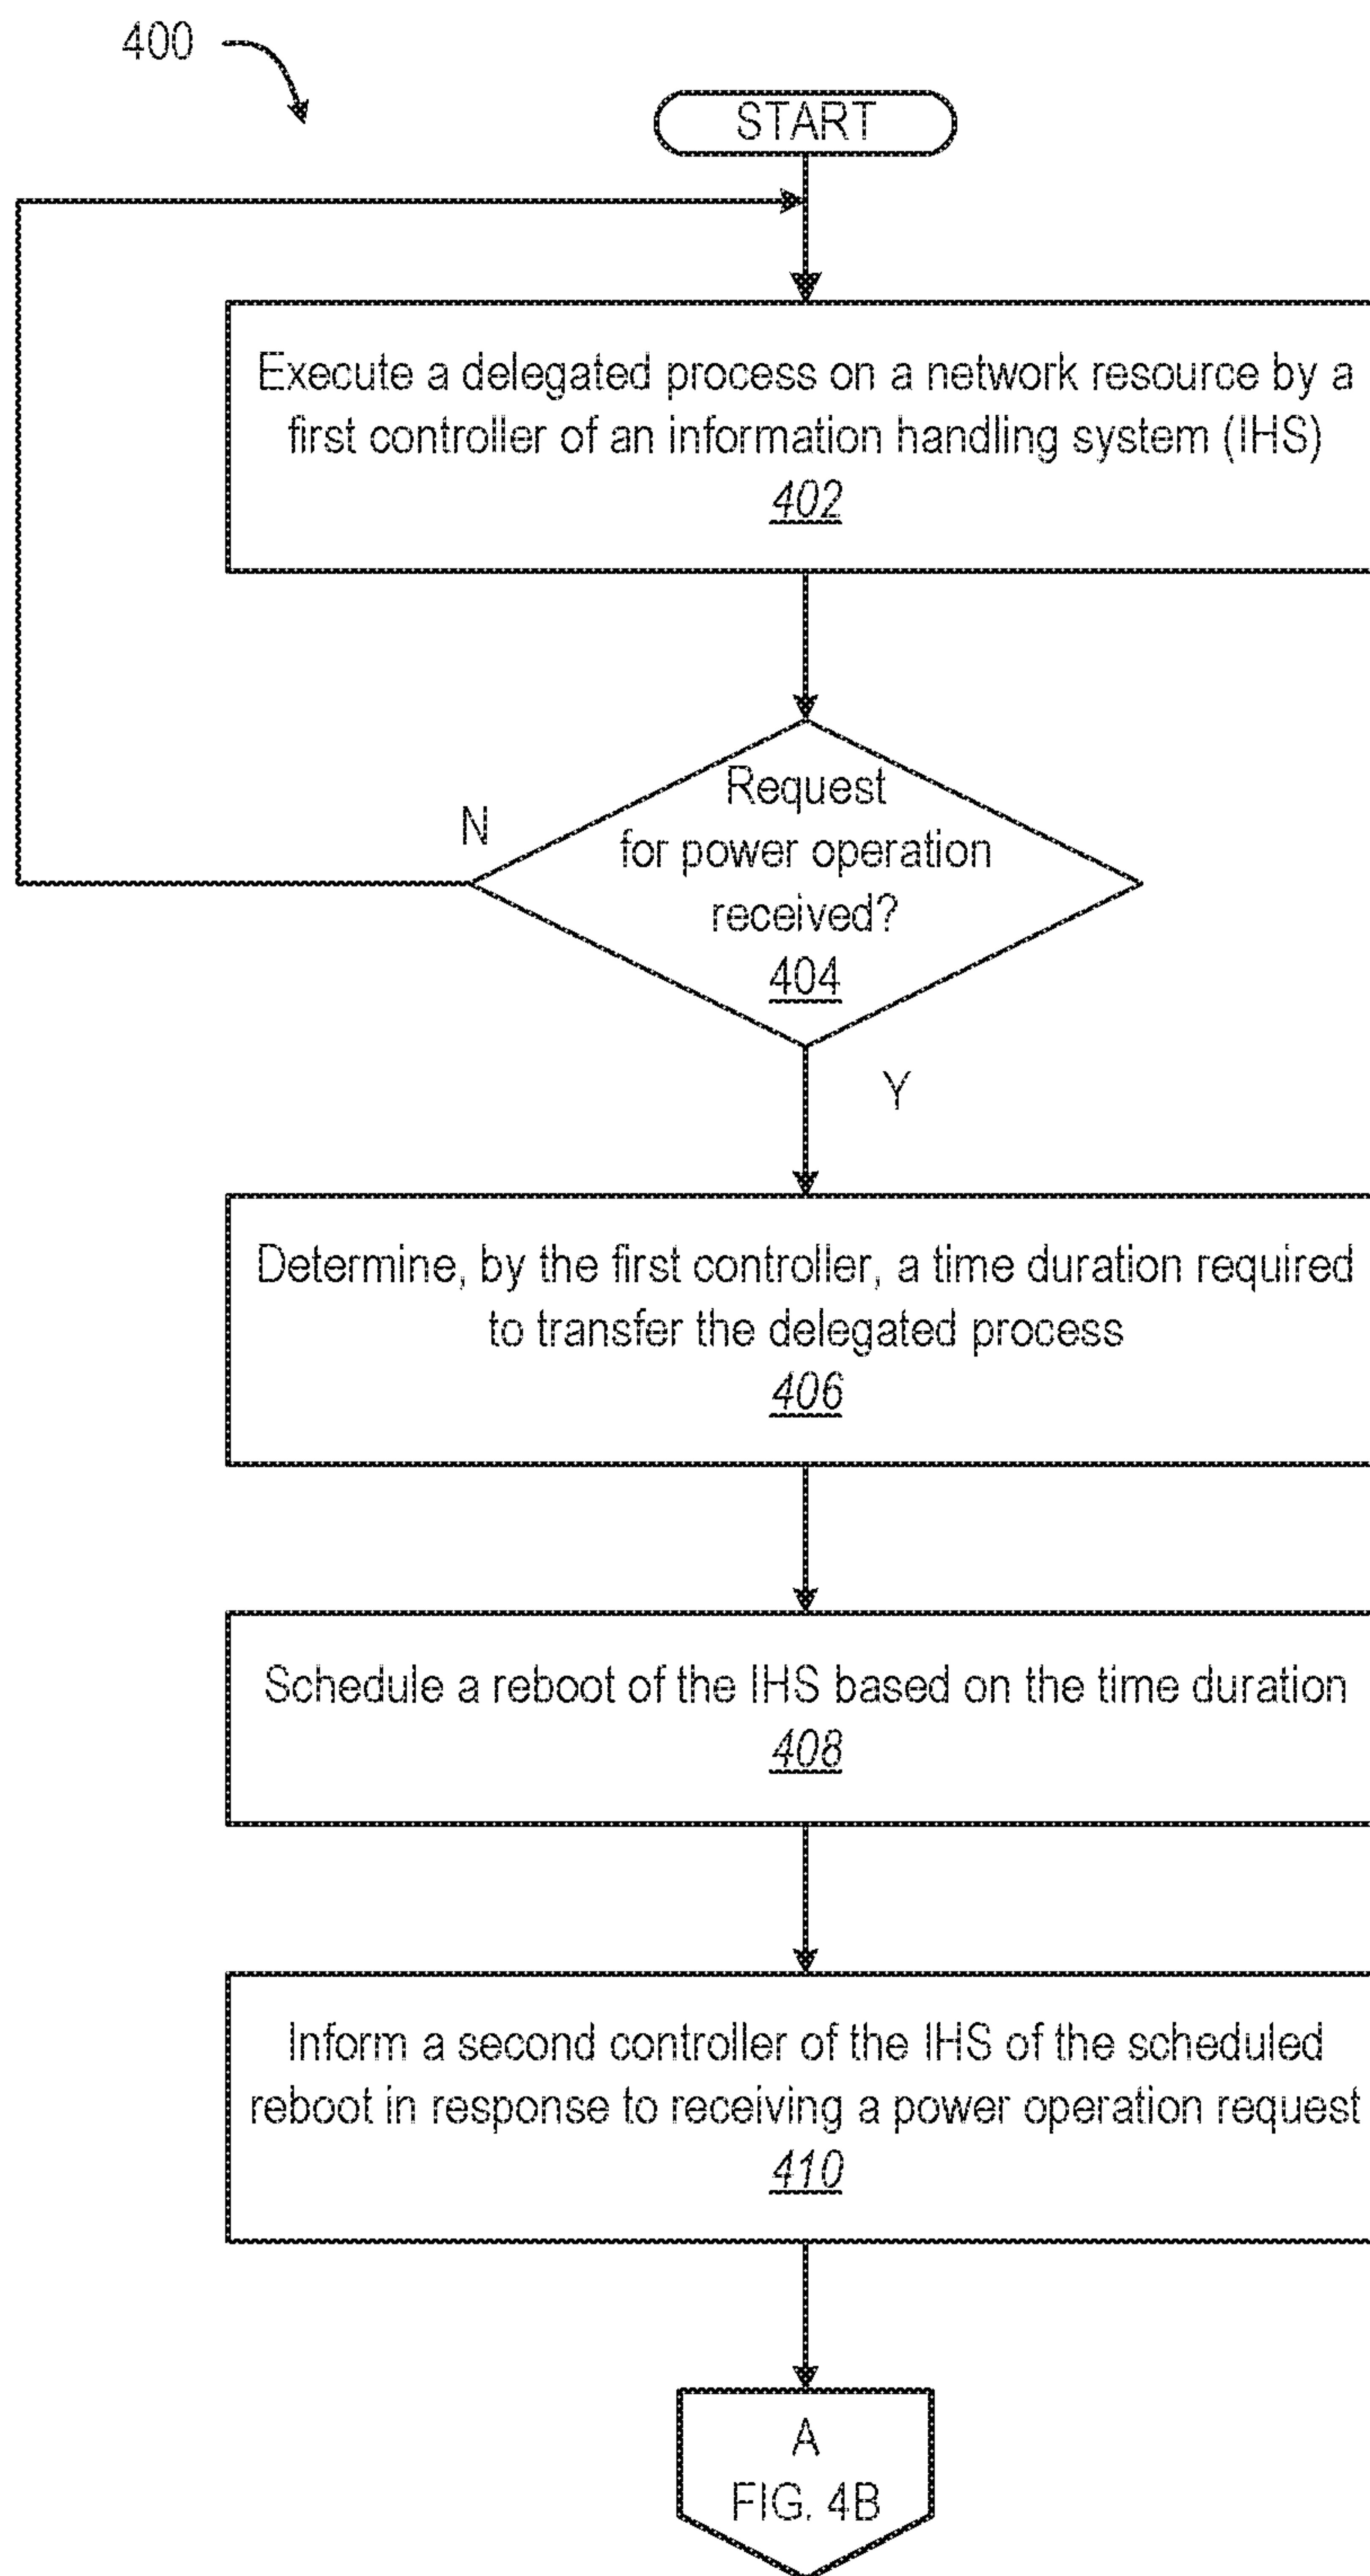 400
START
Execute a delegated process on a network resource by a
first controller of an information handling system (IHS)
402
Request
for power operation
received?
404
N
Y
Determine, by the first controller, a time duration required
to transfer the delegated process
406
Schedule a reboot of the IHS based on the time duration
408
Inform a second controller of the IHS of the scheduled
reboot in response to receiving a power operation request
410
A
FIG. 4B